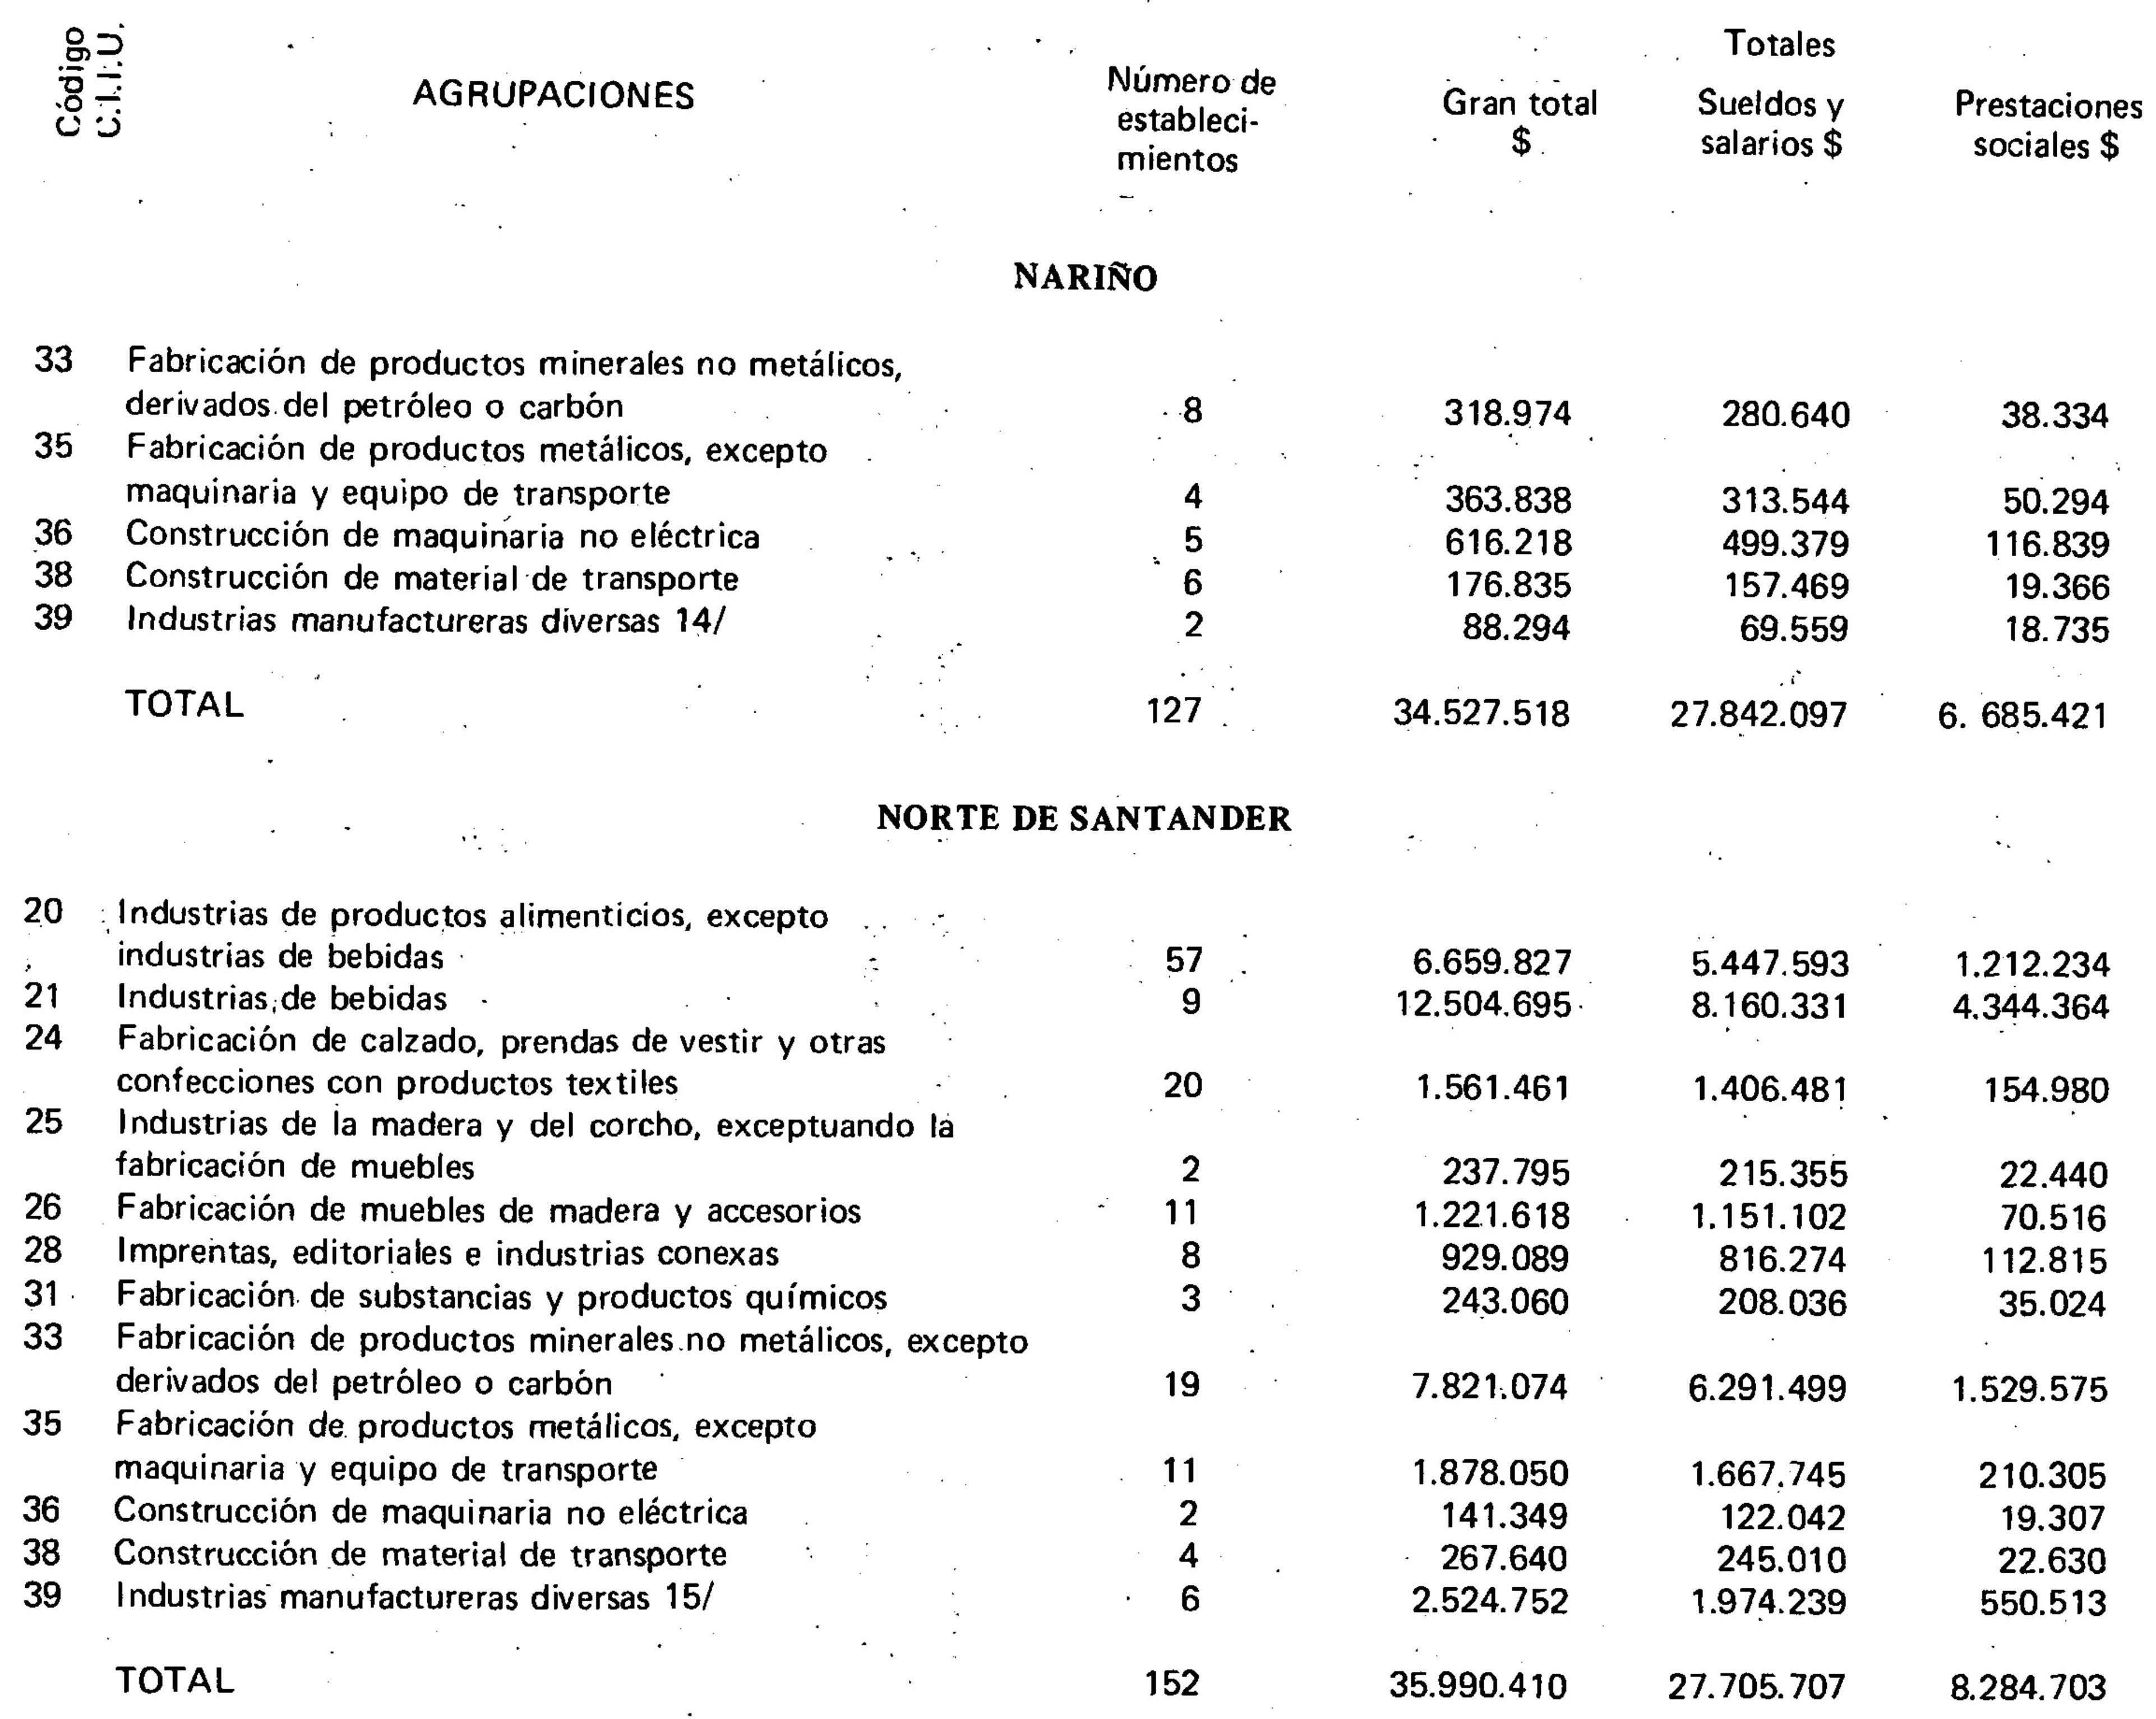 Código
C.I.I.U.
AGRUPACIONES
Número de
estableci-
mientos
Totales
Gran total
$
Sueldos y
salarios $
Prestaciones
sociales $
NARIÑO
33 Fabricación de productos minerales no metálicos,
derivados del petróleo o carbón 8 318.974 280.640 38.334
35 Fabricación de productos metálicos, excepto
maquinaria y equipo de transporte 4 363.838 313.544 50.294
36 Construcción de maquinaria no eléctrica 5 616.218 499.379 116.839
38 Construcción de material de transporte 6 176.835 157.469 19.366
39 Industrias manufactureras diversas 14/ 2 88.294 69.559 18.735
TOTAL 127 34.527.518 27.842.097 6. 685.421
NORTE DE SANTANDER
20 Industrias de productos alimenticios, excepto
industrias de bebidas 57 6.659.827 5.447.593 1.212.234
21 Industrias de bebidas 9 12.504.695 8.160.331 4.344.364
24 Fabricación de calzado, prendas de vestir y otras
confecciones con productos textiles 20 1.561.461 1.406.481 154.980
25 Industrias de la madera y del corcho, exceptuando la
fabricación de muebles 2 237.795 215.355 22.440
26 Fabricación de muebles de madera y accesorios 11 1.221.618 1.151.102 70.516
28 Imprentas, editoriales e industrias conexas 8 929.089 816.274 112.815
31 Fabricación de substancias y productos químicos 3 243.060 208.036 35.024
33 Fabricación de productos minerales no metálicos, excepto
derivados del petróleo o carbón 19 7.821.074 6.291.499 1.529.575
35 Fabricación de productos metálicos, excepto
maquinaria y equipo de transporte 11 1.878.050 1.667.745 210.305
36 Construcción de maquinaria no eléctrica 2 141.349 122.042 19.307
38 Construcción de material de transporte 4 267.640 245.010 22.630
39 Industrias manufactureras diversas 15/ 6 2.524.752 1.974.239 550.513
TOTAL 152 35.990.410 27.705.707 8.284.703